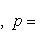 , p =